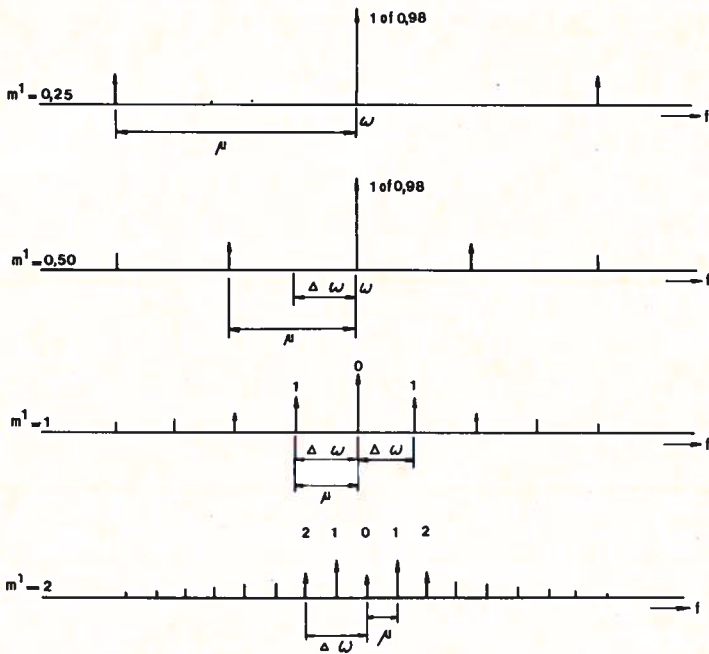 1 of 0,98
m¹ = 0,25
f
μ
ω
1 of 0,98
m¹ = 0,50
f
Δ ω ω
μ
0
1 1
m¹ = 1
f
Δ ω Δ ω
μ
2 1 0 1 2
m¹ = 2
f
μ
Δ ω